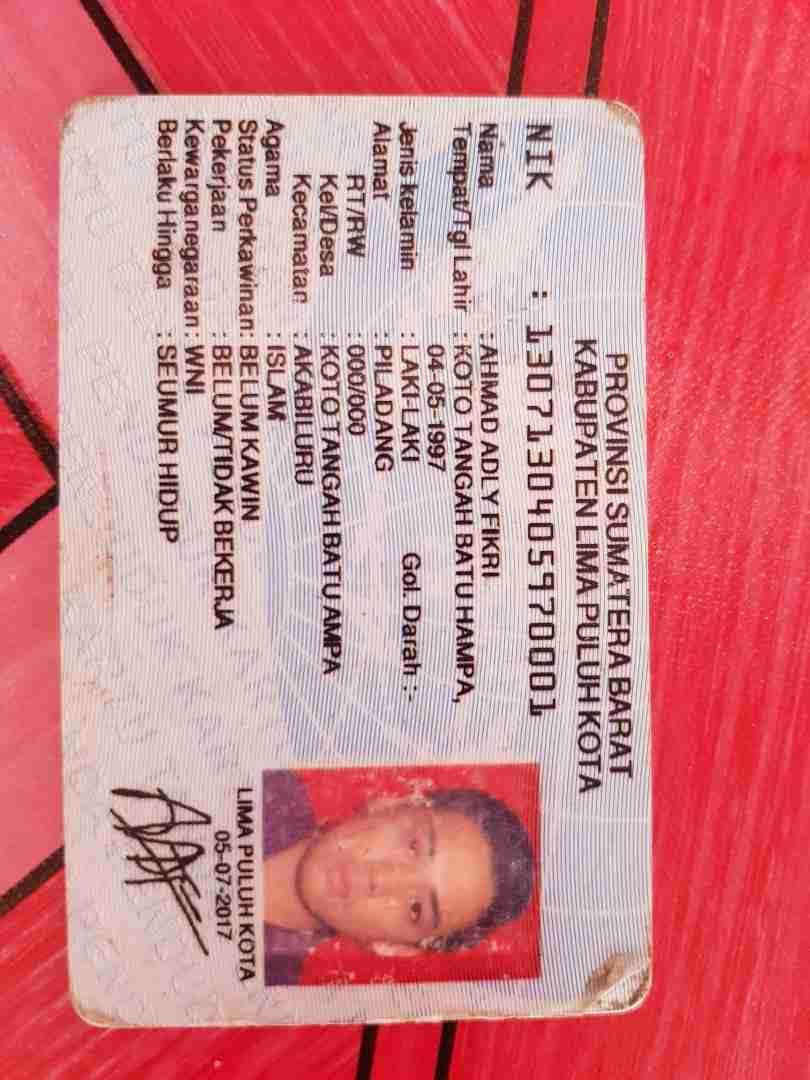 PROVINSI SUMATERA BARAT
KABUPATEN LIMA PULUH KOTA
NIK : 1307130405970001
Nama : AHMAD ADLY FIKRI
Tempat/Tgl Lahir : KOTO TANGAH BATU HAMPA,
04-05-1997
Jenis kelamin : LAKI-LAKI Gol. Darah : -
Alamat : PILADANG
RT/RW : 000/000
Kel/Desa : KOTO TANGAH BATU AMPA
Kecamatan : AKABILURU
Agama : ISLAM
Status Perkawinan: BELUM KAWIN
Pekerjaan : BELUM/TIDAK BEKERJA
Kewarganegaraan: WNI
Berlaku Hingga : SEUMUR HIDUP
LIMA PULUH KOTA
05-07-2017